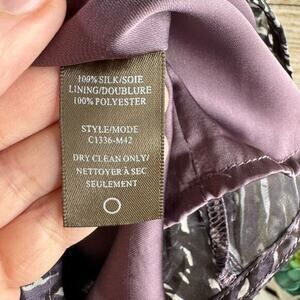 100% SILK/SOIE
LINING/DOUBLURE
100% POLYESTER
STYLE/MODE
C1336-M42
DRY CLEAN ONLY/
NETTOYER À SEC
SEULEMENT